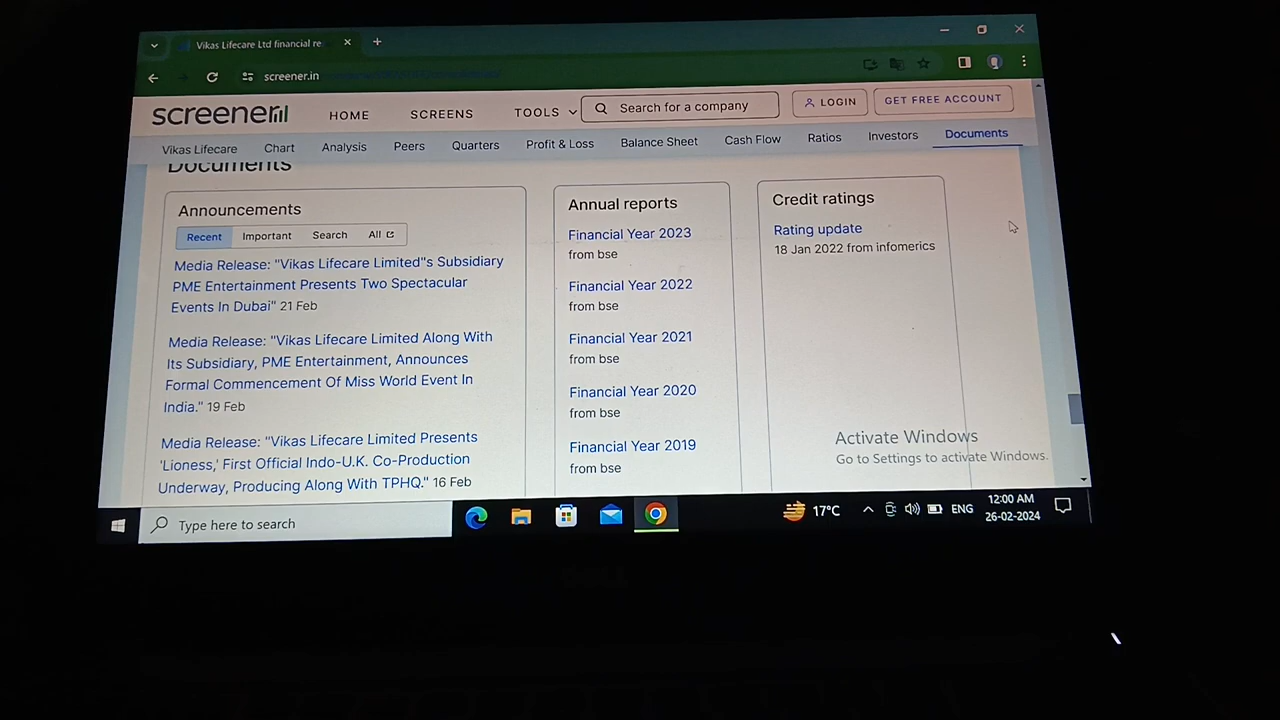 Vikas Lifecare Ltd financial re
screener.in
screener
HOME
SCREENS
TOOLS
Search for a company
LOGIN
GET FREE ACCOUNT
Vikas Lifecare
Chart
Analysis
Peers
Quarters
Profit & Loss
Balance Sheet
Cash Flow
Ratios
Investors
Documents
Documents
Announcements
Recent
Important
Search
All
Media Release: "Vikas Lifecare Limited"s Subsidiary
PME Entertainment Presents Two Spectacular
Events In Dubai" 21 Feb
Media Release: "Vikas Lifecare Limited Along With
Its Subsidiary, PME Entertainment, Announces
Formal Commencement Of Miss World Event In
India." 19 Feb
Media Release: "Vikas Lifecare Limited Presents
'Lioness,' First Official Indo-U.K. Co-Production
Underway, Producing Along With TPHQ." 16 Feb
Annual reports
Financial Year 2023
from bse
Financial Year 2022
from bse
Financial Year 2021
from bse
Financial Year 2020
from bse
Financial Year 2019
from bse
Credit ratings
Rating update
18 Jan 2022 from infomerics
Activate Windows
Go to Settings to activate Windows.
Type here to search
17°C
ENG
12:00 AM
26-02-2024
DELL